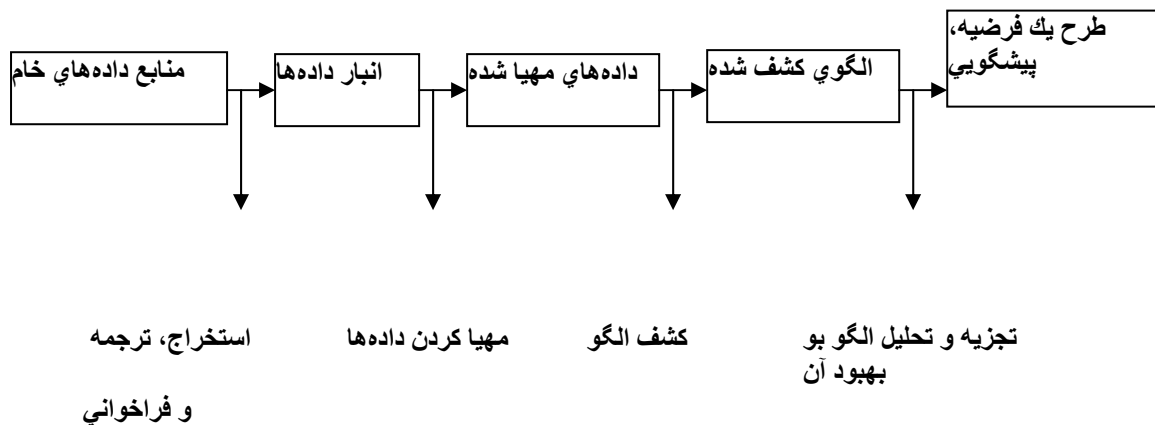 منابع داده‌هاي خام
انبار داده‌ها
داده‌هاي مهيا شده
الگوي كشف شده
طرح يك فرضيه،
پيشگويي
استخراج، ترجمه
و فراخواني
مهيا كردن داده‌ها
كشف الگو
تجزيه و تحليل الگو بو
بهبود آن